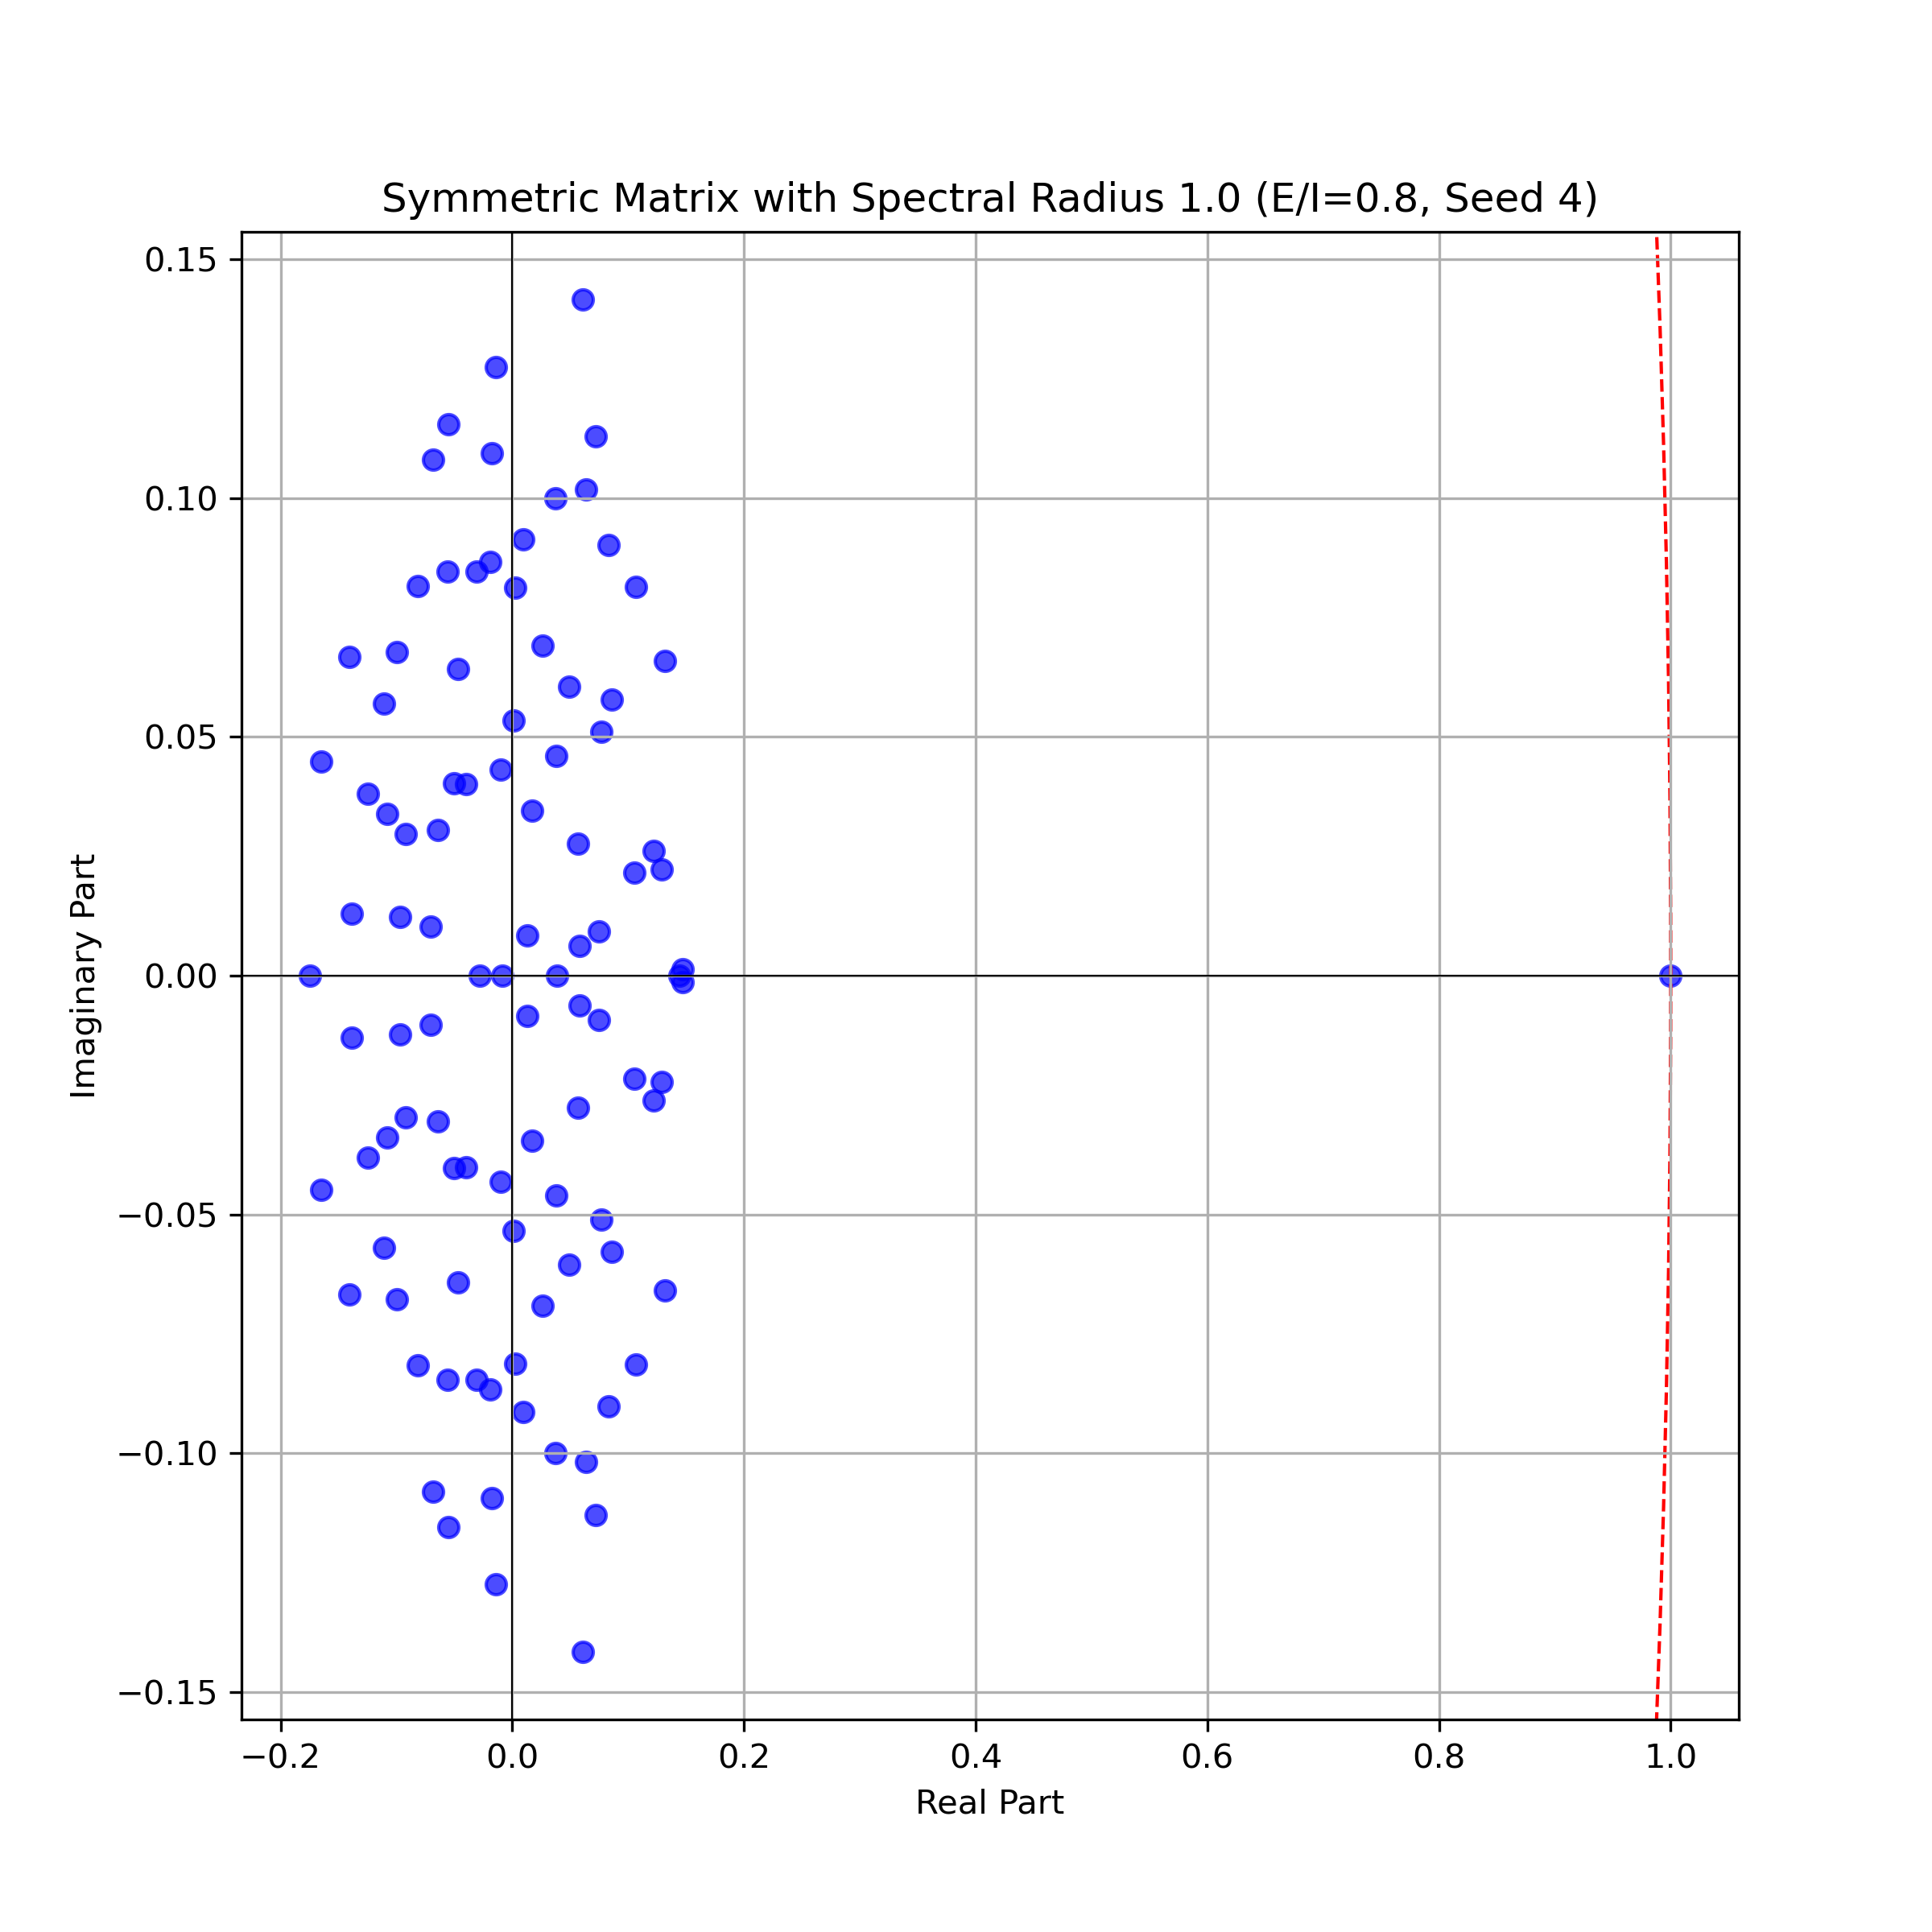 Symmetric Matrix with Spectral Radius 1.0 (E/I=0.8, Seed 4)
0.15
0.10
0.05
0.00
−0.05
−0.10
−0.15
Imaginary Part
−0.2 0.0 0.2 0.4 0.6 0.8 1.0
Real Part